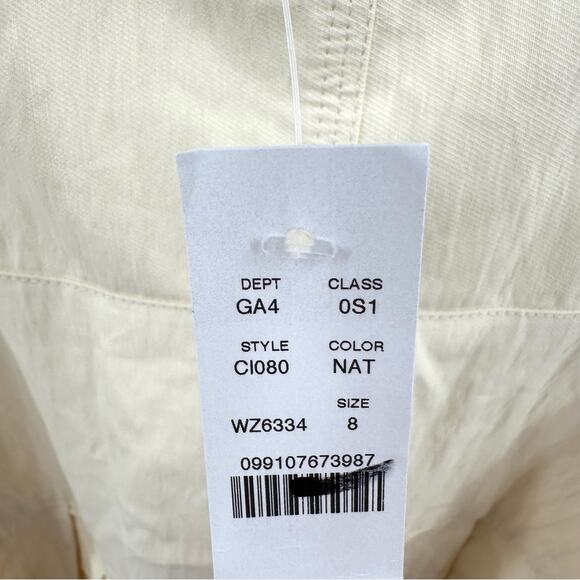 DEPT CLASS
GA4 0S1
STYLE COLOR
CI080 NAT
SIZE
WZ6334 8
099107673987